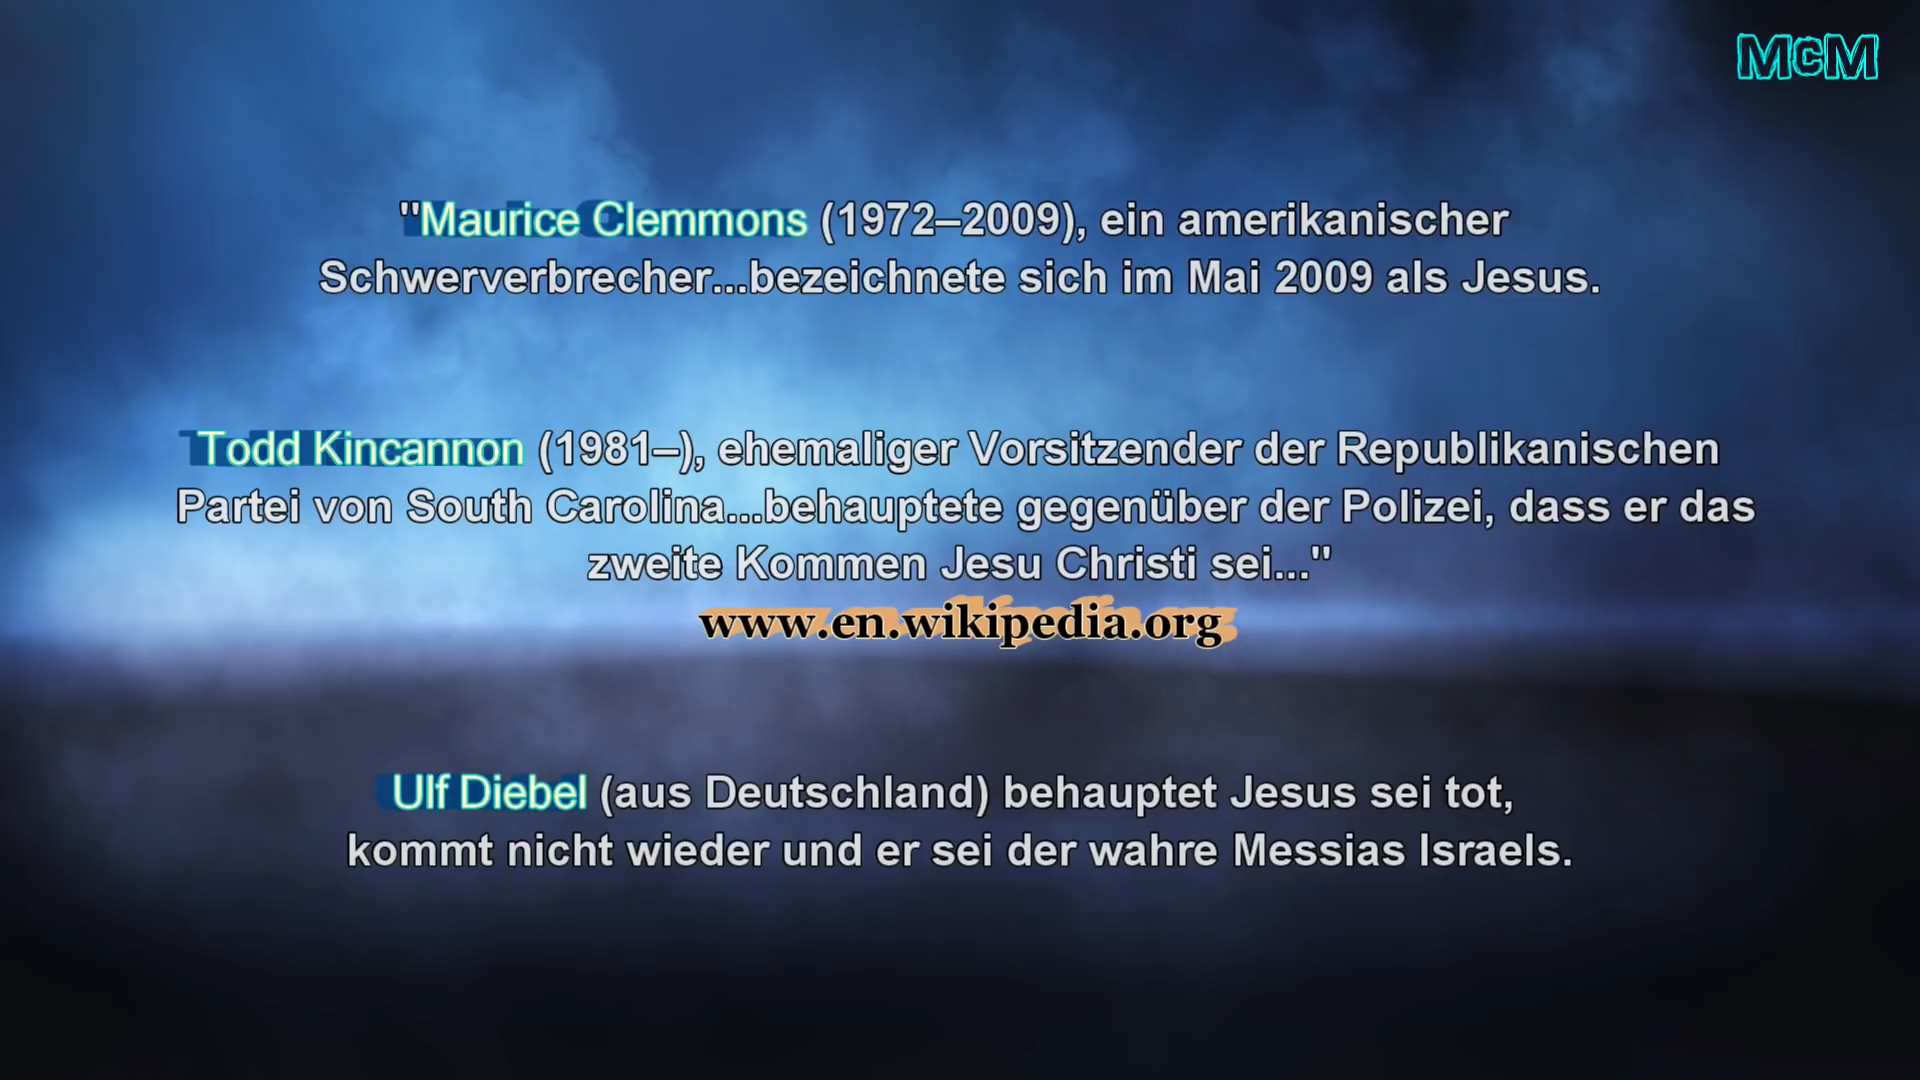 McM
"Maurice Clemmons (1972–2009), ein amerikanischer
Schwerverbrecher...bezeichnete sich im Mai 2009 als Jesus.
Todd Kincannon (1981–), ehemaliger Vorsitzender der Republikanischen
Partei von South Carolina...behauptete gegenüber der Polizei, dass er das
zweite Kommen Jesu Christi sei..."
www.en.wikipedia.org
Ulf Diebel (aus Deutschland) behauptet Jesus sei tot,
kommt nicht wieder und er sei der wahre Messias Israels.